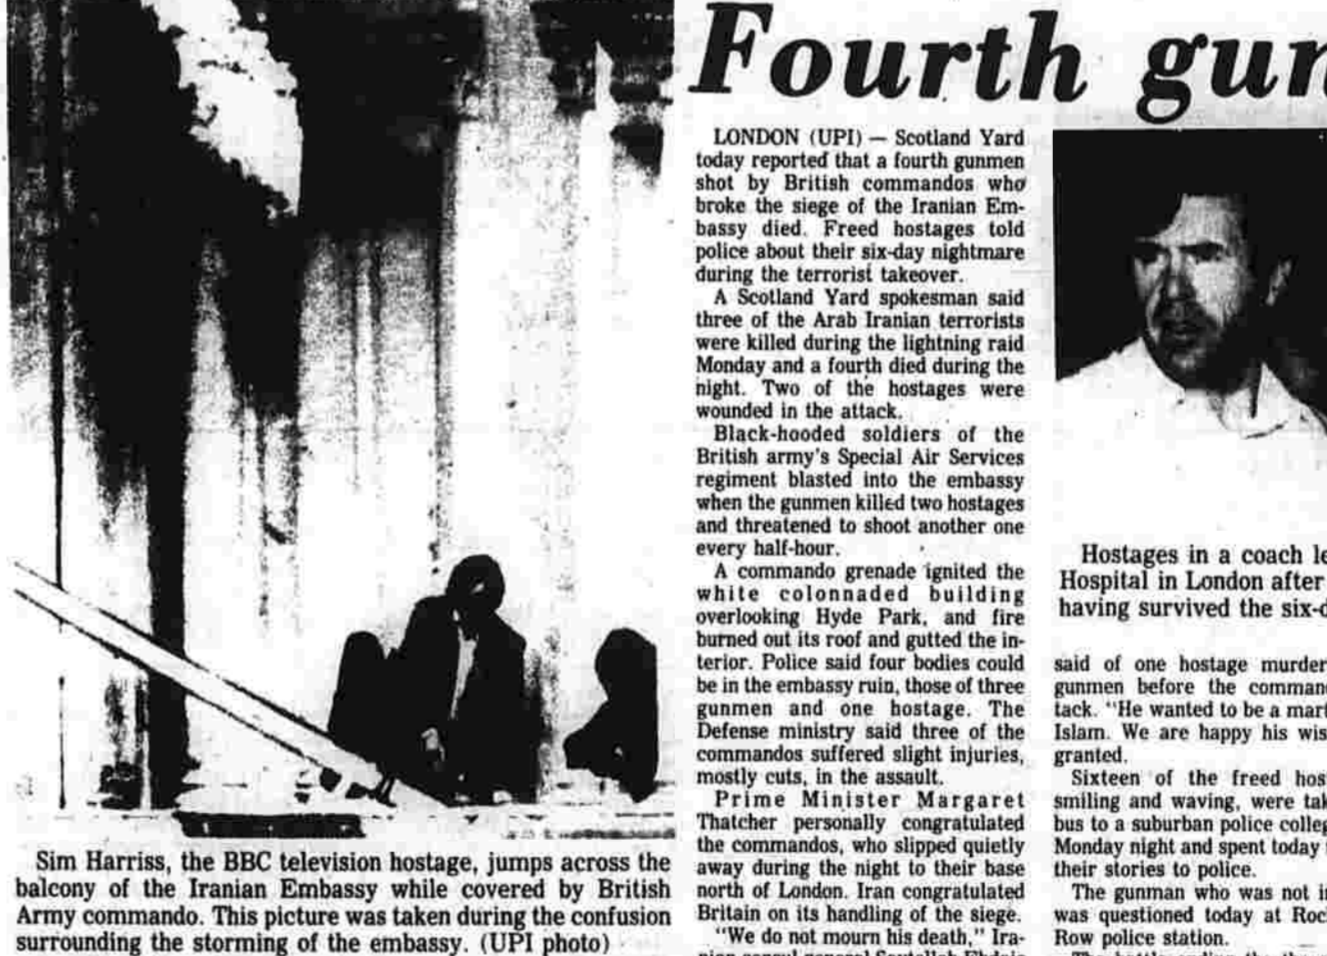 Fourth gun
LONDON (UPI) — Scotland Yard
today reported that a fourth gunmen
shot by British commandos who
broke the siege of the Iranian Em-
bassy died. Freed hostages told
police about their six-day nightmare
during the terrorist takeover.
A Scotland Yard spokesman said
three of the Arab Iranian terrorists
were killed during the lightning raid
Monday and a fourth died during the
night. Two of the hostages were
wounded in the attack.
Black-hooded soldiers of the
British army's Special Air Services
regiment blasted into the embassy
when the gunmen killed two hostages
and threatened to shoot another one
every half-hour.
A commando grenade ignited the
white colonnaded building
overlooking Hyde Park, and fire
burned out its roof and gutted the in-
terior. Police said four bodies could
be in the embassy ruin, those of three
gunmen and one hostage. The
Defense ministry said three of the
commandos suffered slight injuries,
mostly cuts, in the assault.
Prime Minister Margaret
Thatcher personally congratulated
the commandos, who slipped quietly
away during the night to their base
north of London. Iran congratulated
Britain on its handling of the siege.
"We do not mourn his death," Ira-
Sim Harriss, the BBC television hostage, jumps across the
balcony of the Iranian Embassy while covered by British
Army commando. This picture was taken during the confusion
surrounding the storming of the embassy. (UPI photo)
Hostages in a coach le
Hospital in London after
having survived the six-d
said of one hostage murder
gunmen before the comman
tack. "He wanted to be a mart
Islam. We are happy his wis
granted.
Sixteen of the freed hos
smiling and waving, were tak
bus to a suburban police colleg
Monday night and spent today
their stories to police.
The gunman who was not i
was questioned today at Roc
Row police station.